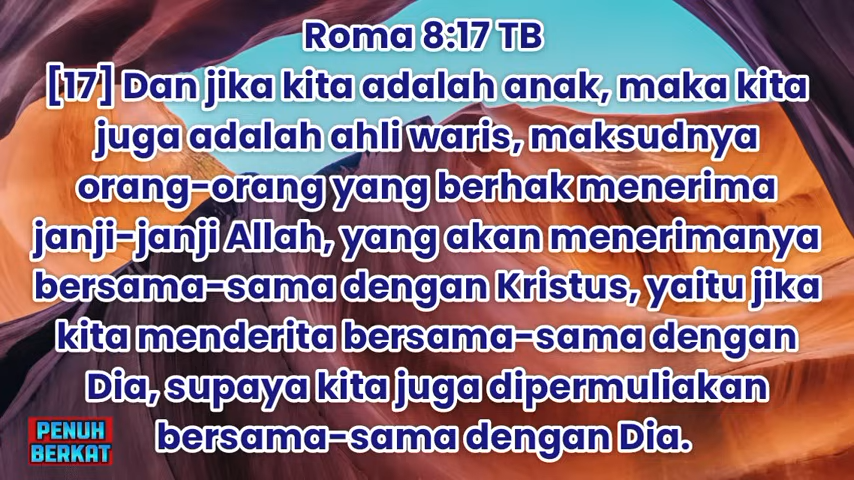 Roma 8:17 TB
[17] Dan jika kita adalah anak, maka kita
juga adalah ahli waris, maksudnya
orang-orang yang berhak menerima
janji-janji Allah, yang akan menerimanya
bersama-sama dengan Kristus, yaitu jika
kita menderita bersama-sama dengan
Dia, supaya kita juga dipermuliakan
bersama-sama dengan Dia.
PENUH
BERKAT